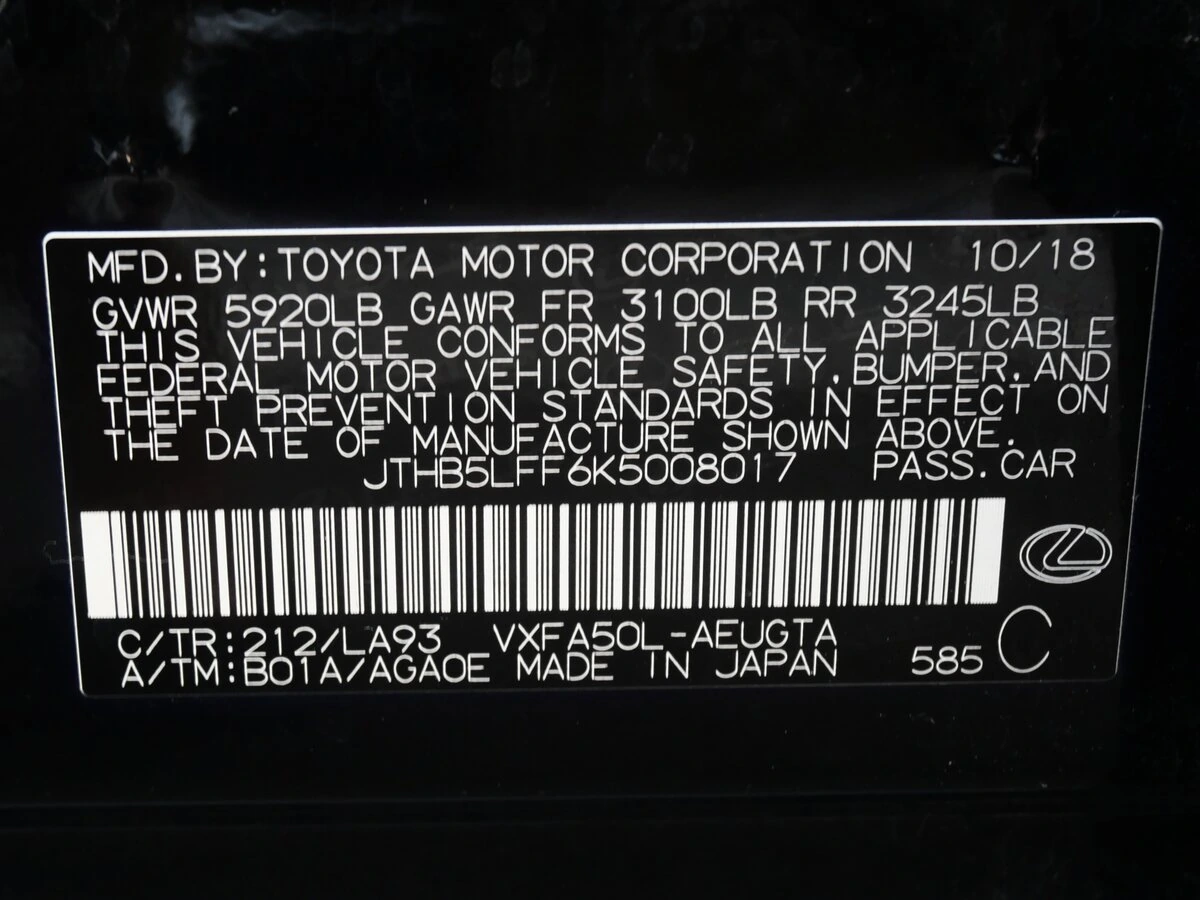 MFD. BY: TOYOTA MOTOR CORPORATION 10/18
GVWR 5920LB GAWR FR 3100LB RR 3245LB
THIS VEHICLE CONFORMS TO ALL APPLICABLE
FEDERAL MOTOR VEHICLE SAFETY, BUMPER, AND
THEFT PREVENTION STANDARDS IN EFFECT ON
THE DATE OF MANUFACTURE SHOWN ABOVE.
JTHB5LFF6K5008017 PASS. CAR
C/TR: 212/LA93 VXFA50L-AEUGTA
A/TM: B01A/AGA0E MADE IN JAPAN 585 C